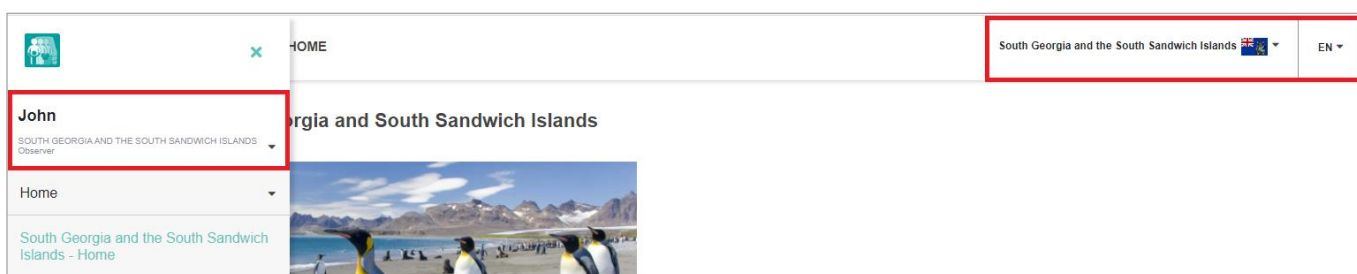 ×
HOME
South Georgia and the South Sandwich Islands
EN
John
SOUTH GEORGIA AND THE SOUTH SANDWICH ISLANDS
Observer
orgia and South Sandwich Islands
Home
South Georgia and the South Sandwich
Islands - Home